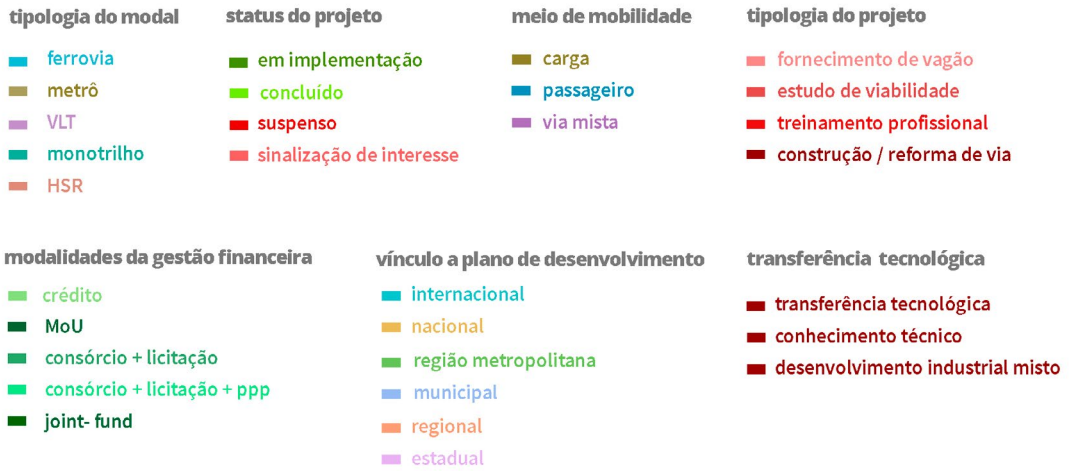 tipologia do modal
ferrovia
metrô
VLT
monotrilho
HSR
status do projeto
em implementação
concluído
suspenso
sinalização de interesse
meio de mobilidade
carga
passageiro
via mista
tipologia do projeto
fornecimento de vagão
estudo de viabilidade
treinamento profissional
construção / reforma de via
modalidades da gestão financeira
crédito
MoU
consórcio + licitação
consórcio + licitação + ppp
joint- fund
vínculo a plano de desenvolvimento
internacional
nacional
região metropolitana
municipal
regional
estadual
transferência tecnológica
transferência tecnológica
conhecimento técnico
desenvolvimento industrial misto